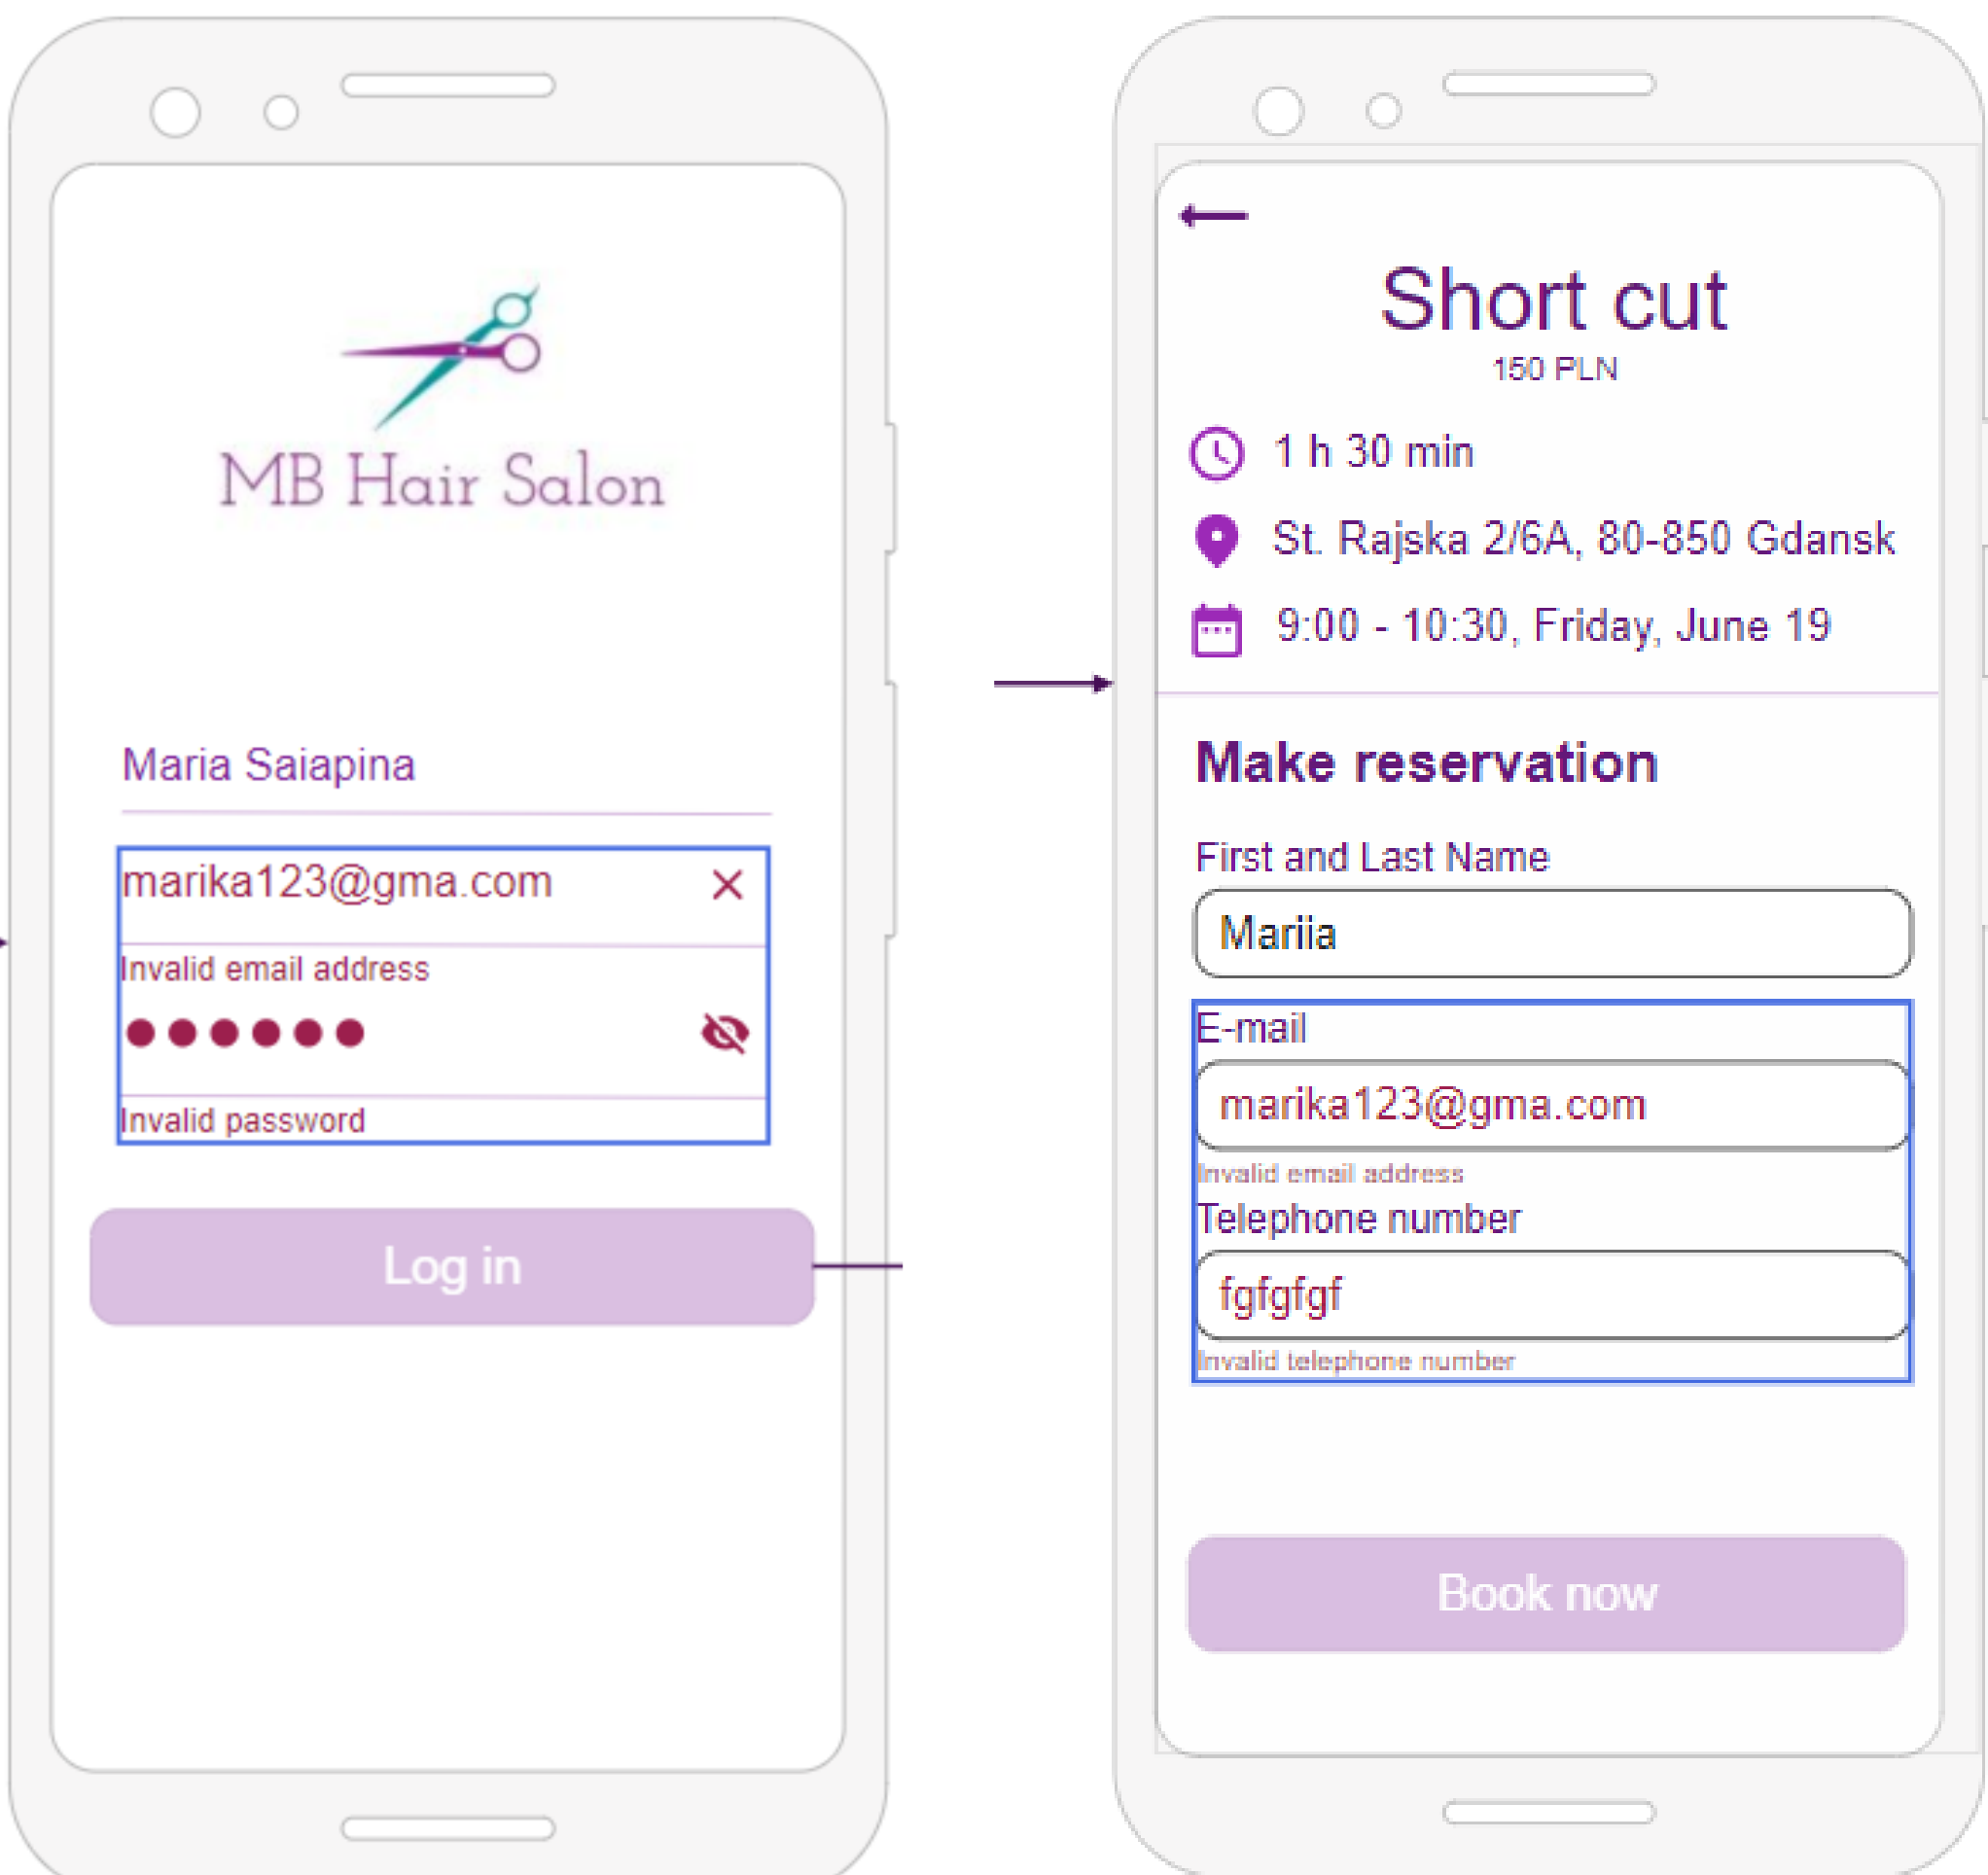 MB Hair Salon
Maria Saiapina
marika123@gma.com
Invalid email address
Invalid password
Log in
Short cut
150 PLN
1 h 30 min
St. Rajska 2/6A, 80-850 Gdansk
9:00 - 10:30, Friday, June 19
Make reservation
First and Last Name
Mariia
E-mail
marika123@gma.com
Invalid email address
Telephone number
fgfgfgf
Invalid telephone number
Book now